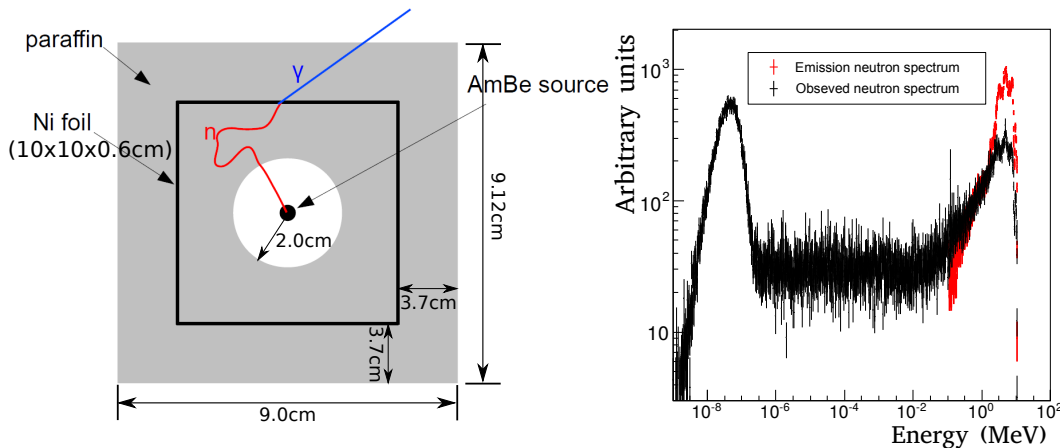 paraffin
γ
AmBe source
Ni foil
(10x10x0.6cm)
n
2.0cm
9.12cm
3.7cm
3.7cm
9.0cm
Arbitrary units
10³
10²
10
Emission neutron spectrum
Obseved neutron spectrum
10⁻⁸ 10⁻⁶ 10⁻⁴ 10⁻² 10⁰ 10²
Energy (MeV)